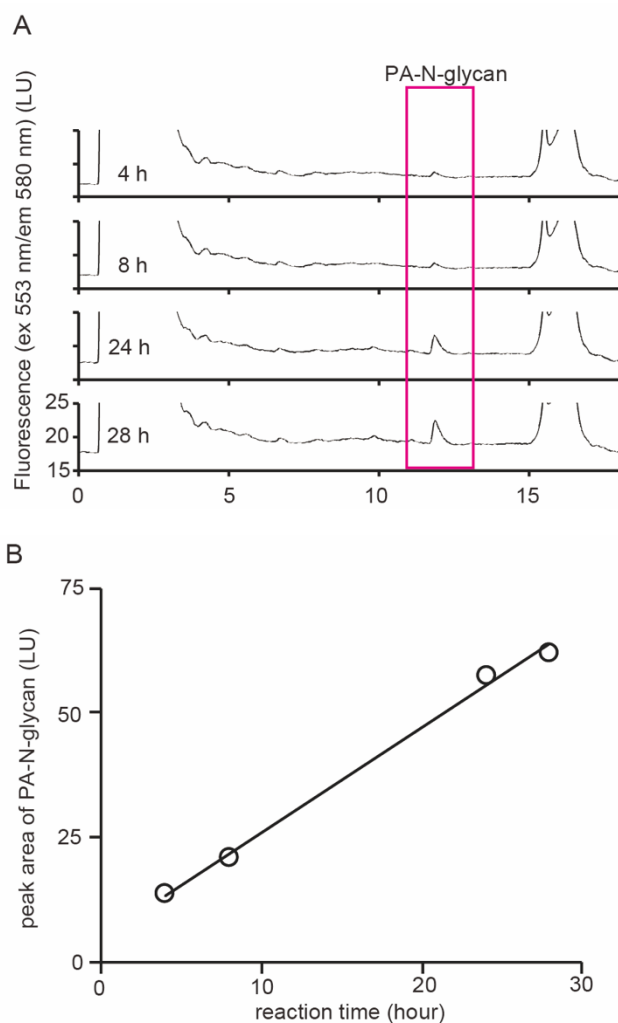 A
PA-N-glycan
Fluorescence (ex 553 nm/em 580 nm) (LU)
4 h
8 h
24 h
28 h
25
20
15
0 5 10 15
B
peak area of PA-N-glycan (LU)
75
50
25
0
0 10 20 30
reaction time (hour)